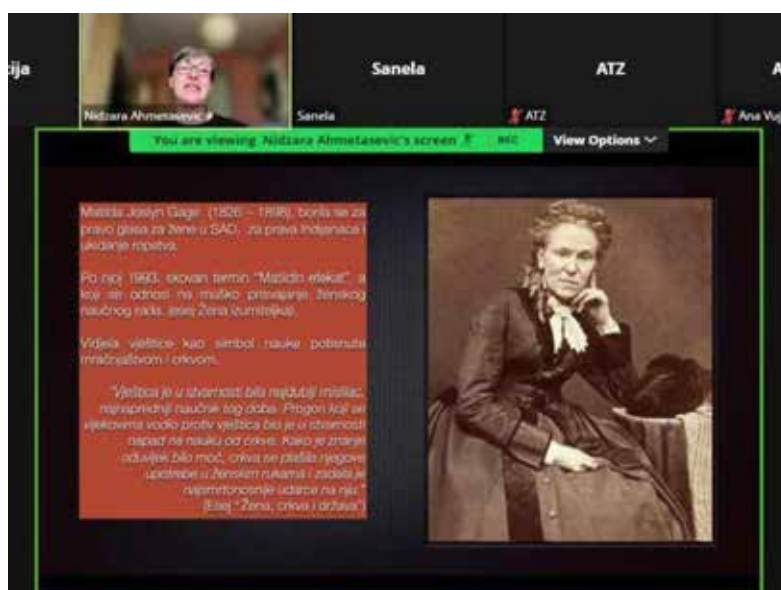 ija
Sanela
ATZ
A
Nidzara Ahmetasevic
Sanela
ATZ
Ana Vuj
You are viewing Nidzara Ahmetasevic's screen
REC
View Options
Matilda Joslyn Gage (1826 – 1898), borila se za
pravo glasa za žene u SAD, za prava Indijanaca i
ukidanje ropstva.
Po njoj 1993. skovan termin "Matildin efekat", a
koji se odnosi na muško prisvajanje ženskog
naučnog rada. (esej Žena izumiteljka).
Vidjela vještice kao simbol nauke potisnute
mračnjaštvom i crkvom.
"Vještica je u stvarnosti bila najdublji mislilac,
najnapredniji naučnik tog doba. Progon koji se
vijekovima vodio protiv vještica bio je u stvarnosti
napad na nauku od crkve. Kako je znanje
oduvijek bilo moć, crkva se plašila njegove
upotrebe u ženskim rukama i zadala je
najsmrtonosnije udarce na nju."
(Esej "Žena, crkva i država")